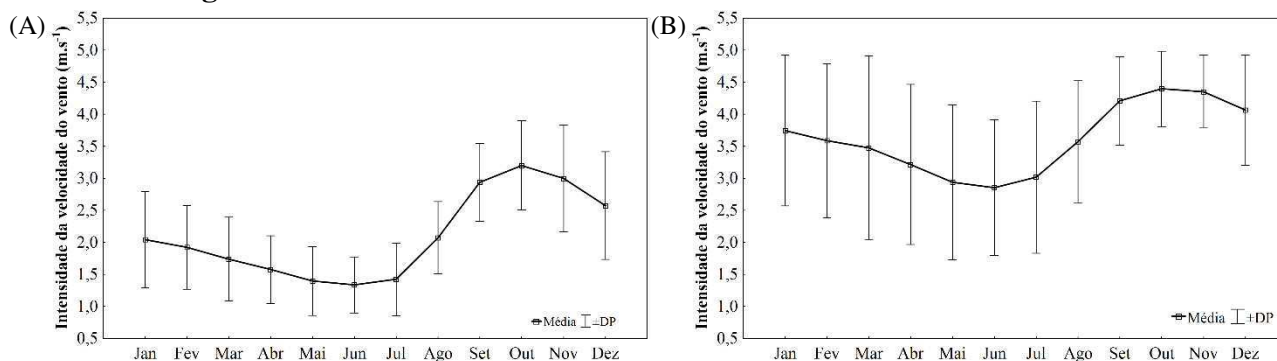 (A)
Intensidade da velocidade do vento (m.s-1)
5,5
5,0
4,5
4,0
3,5
3,0
2,5
2,0
1,5
1,0
0,5
Média ±DP
Jan Fev Mar Abr Mai Jun Jul Ago Set Out Nov Dez
(B)
Intensidade da velocidade do vento (m.s-1)
5,5
5,0
4,5
4,0
3,5
3,0
2,5
2,0
1,5
1,0
0,5
Média +DP
Jan Fev Mar Abr Mai Jun Jul Ago Set Out Nov Dez